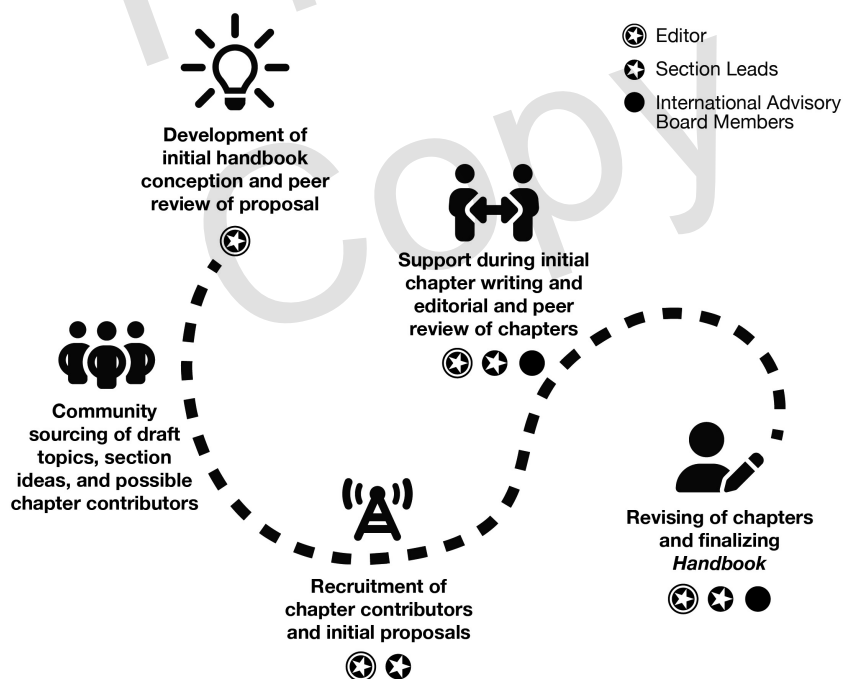 Editor
Section Leads
International Advisory
Board Members
Development of
initial handbook
conception and peer
review of proposal
Support during initial
chapter writing and
editorial and peer
review of chapters
Community
sourcing of draft
topics, section
ideas, and possible
chapter contributors
Recruitment of
chapter contributors
and initial proposals
Revising of chapters
and finalizing
Handbook
Copy